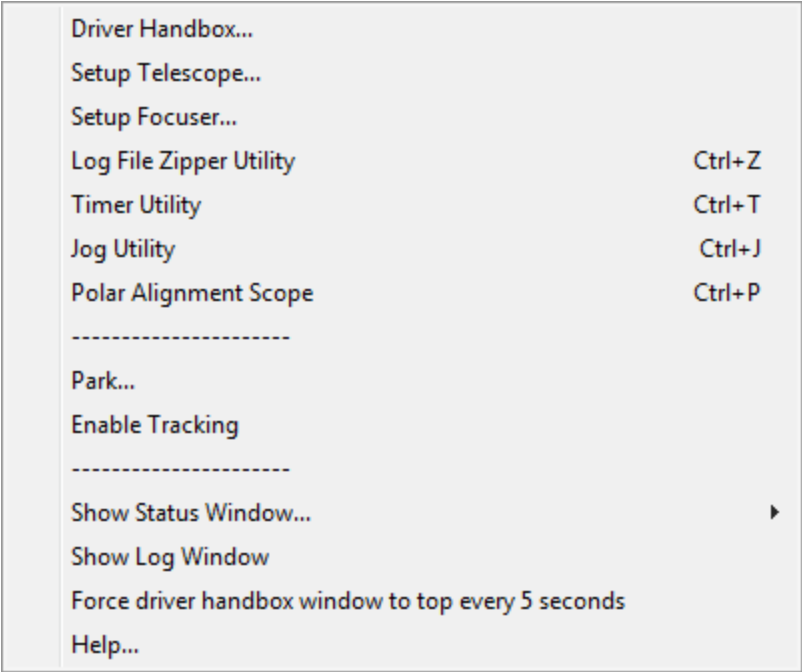 Driver Handbox...
Setup Telescope...
Setup Focuser...
Log File Zipper Utility Ctrl+Z
Timer Utility Ctrl+T
Jog Utility Ctrl+J
Polar Alignment Scope Ctrl+P
----------------------
Park...
Enable Tracking
----------------------
Show Status Window...
Show Log Window
Force driver handbox window to top every 5 seconds
Help...